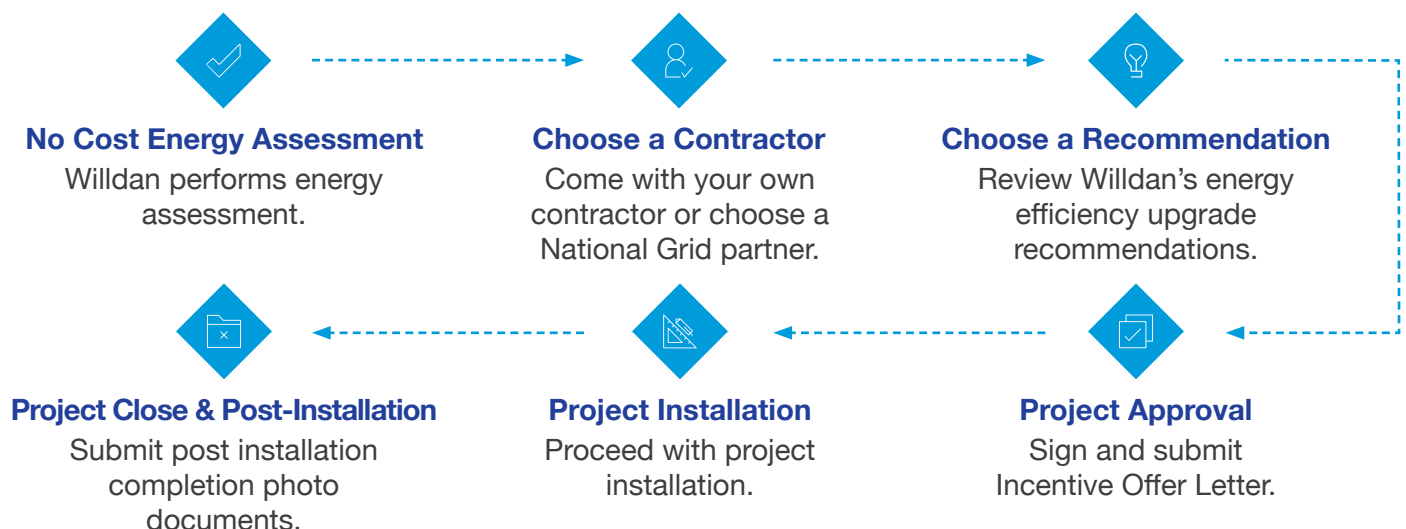 No Cost Energy Assessment
Willdan performs energy
assessment.
Choose a Contractor
Come with your own
contractor or choose a
National Grid partner.
Choose a Recommendation
Review Willdan’s energy
efficiency upgrade
recommendations.
Project Approval
Sign and submit
Incentive Offer Letter.
Project Installation
Proceed with project
installation.
Project Close & Post-Installation
Submit post installation
completion photo
documents.